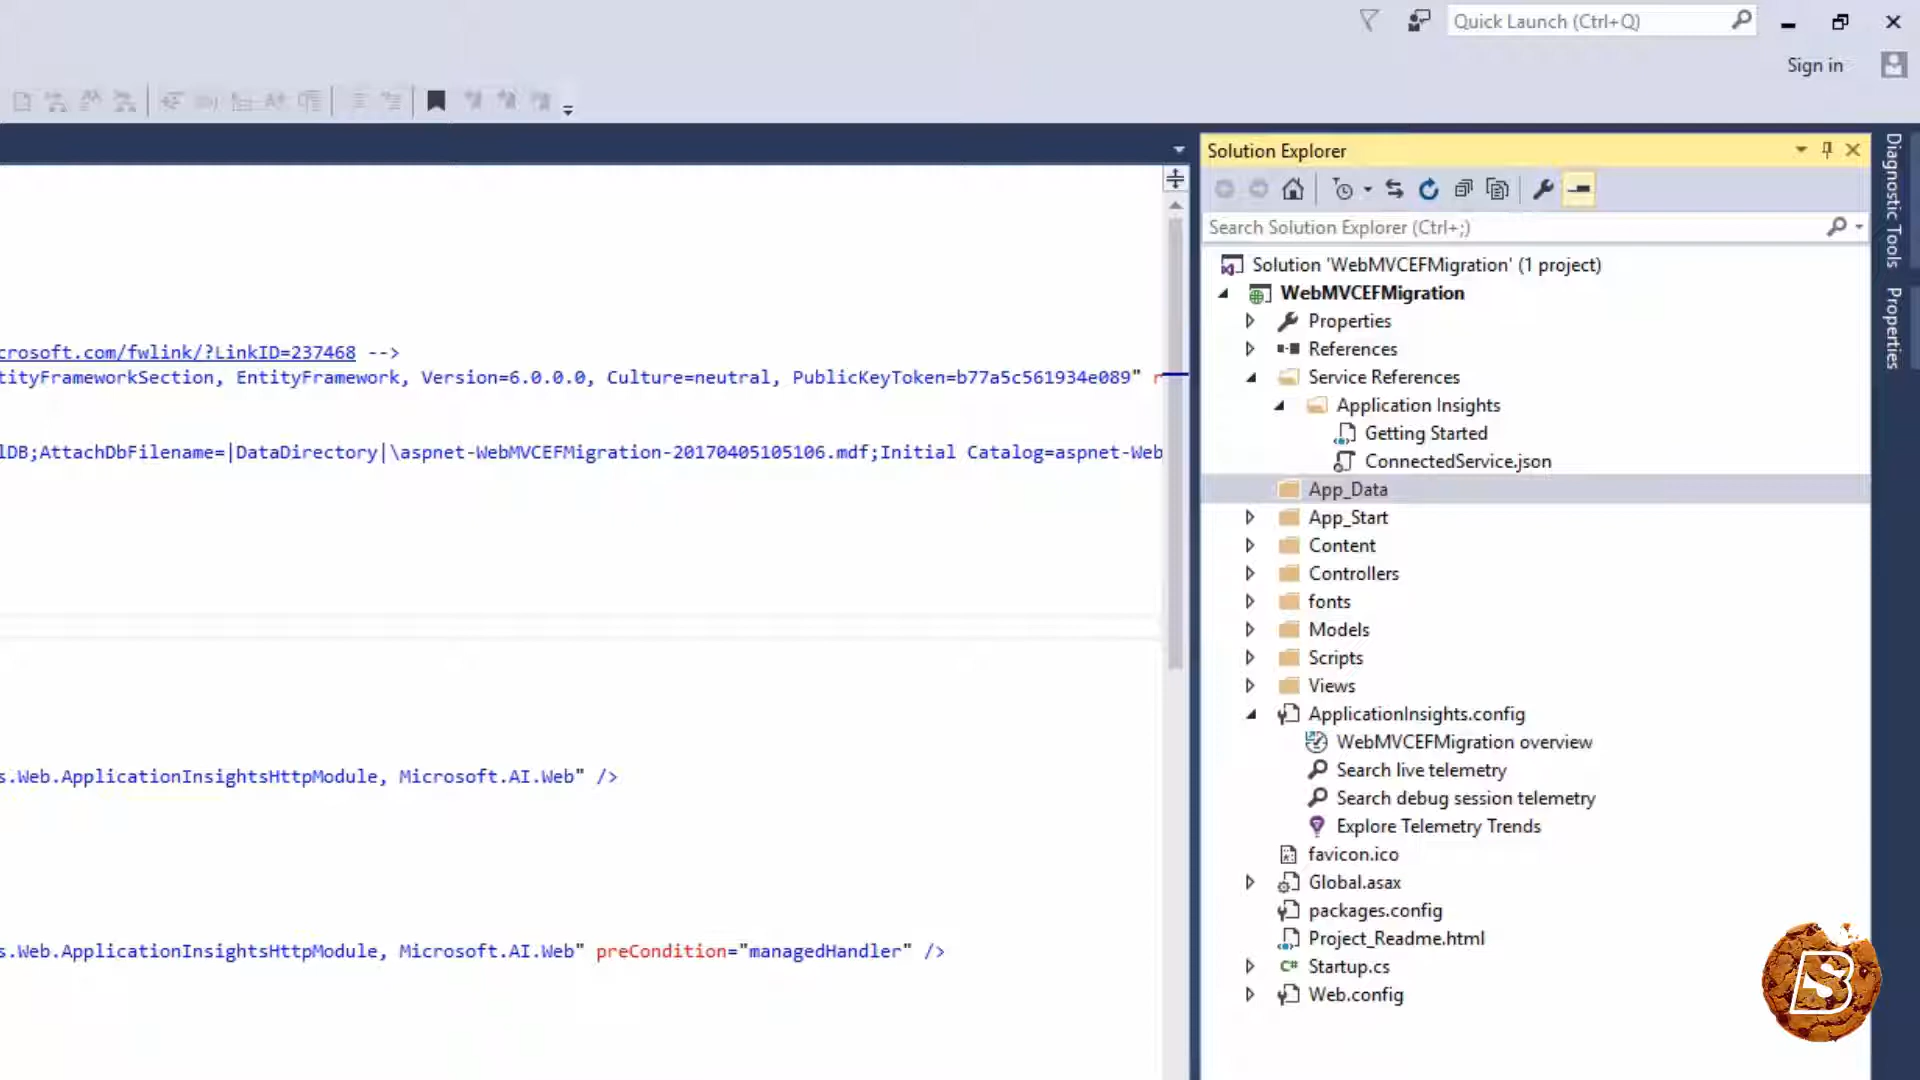 Quick Launch (Ctrl+Q)
Sign in
crosoft.com/fwlink/?LinkID=237468 -->
tityFrameworkSection, EntityFramework, Version=6.0.0.0, Culture=neutral, PublicKeyToken=b77a5c561934e089" r
lDB;AttachDbFilename=|DataDirectory|\aspnet-WebMVCEFMigration-20170405105106.mdf;Initial Catalog=aspnet-Web
s.Web.ApplicationInsightsHttpModule, Microsoft.AI.Web" />
s.Web.ApplicationInsightsHttpModule, Microsoft.AI.Web" preCondition="managedHandler" />
Solution Explorer
Search Solution Explorer (Ctrl+;)
Solution 'WebMVCEFMigration' (1 project)
WebMVCEFMigration
Properties
References
Service References
Application Insights
Getting Started
ConnectedService.json
App_Data
App_Start
Content
Controllers
fonts
Models
Scripts
Views
ApplicationInsights.config
WebMVCEFMigration overview
Search live telemetry
Search debug session telemetry
Explore Telemetry Trends
favicon.ico
Global.asax
packages.config
Project_Readme.html
C# Startup.cs
Web.config
Diagnostic Tools
Properties